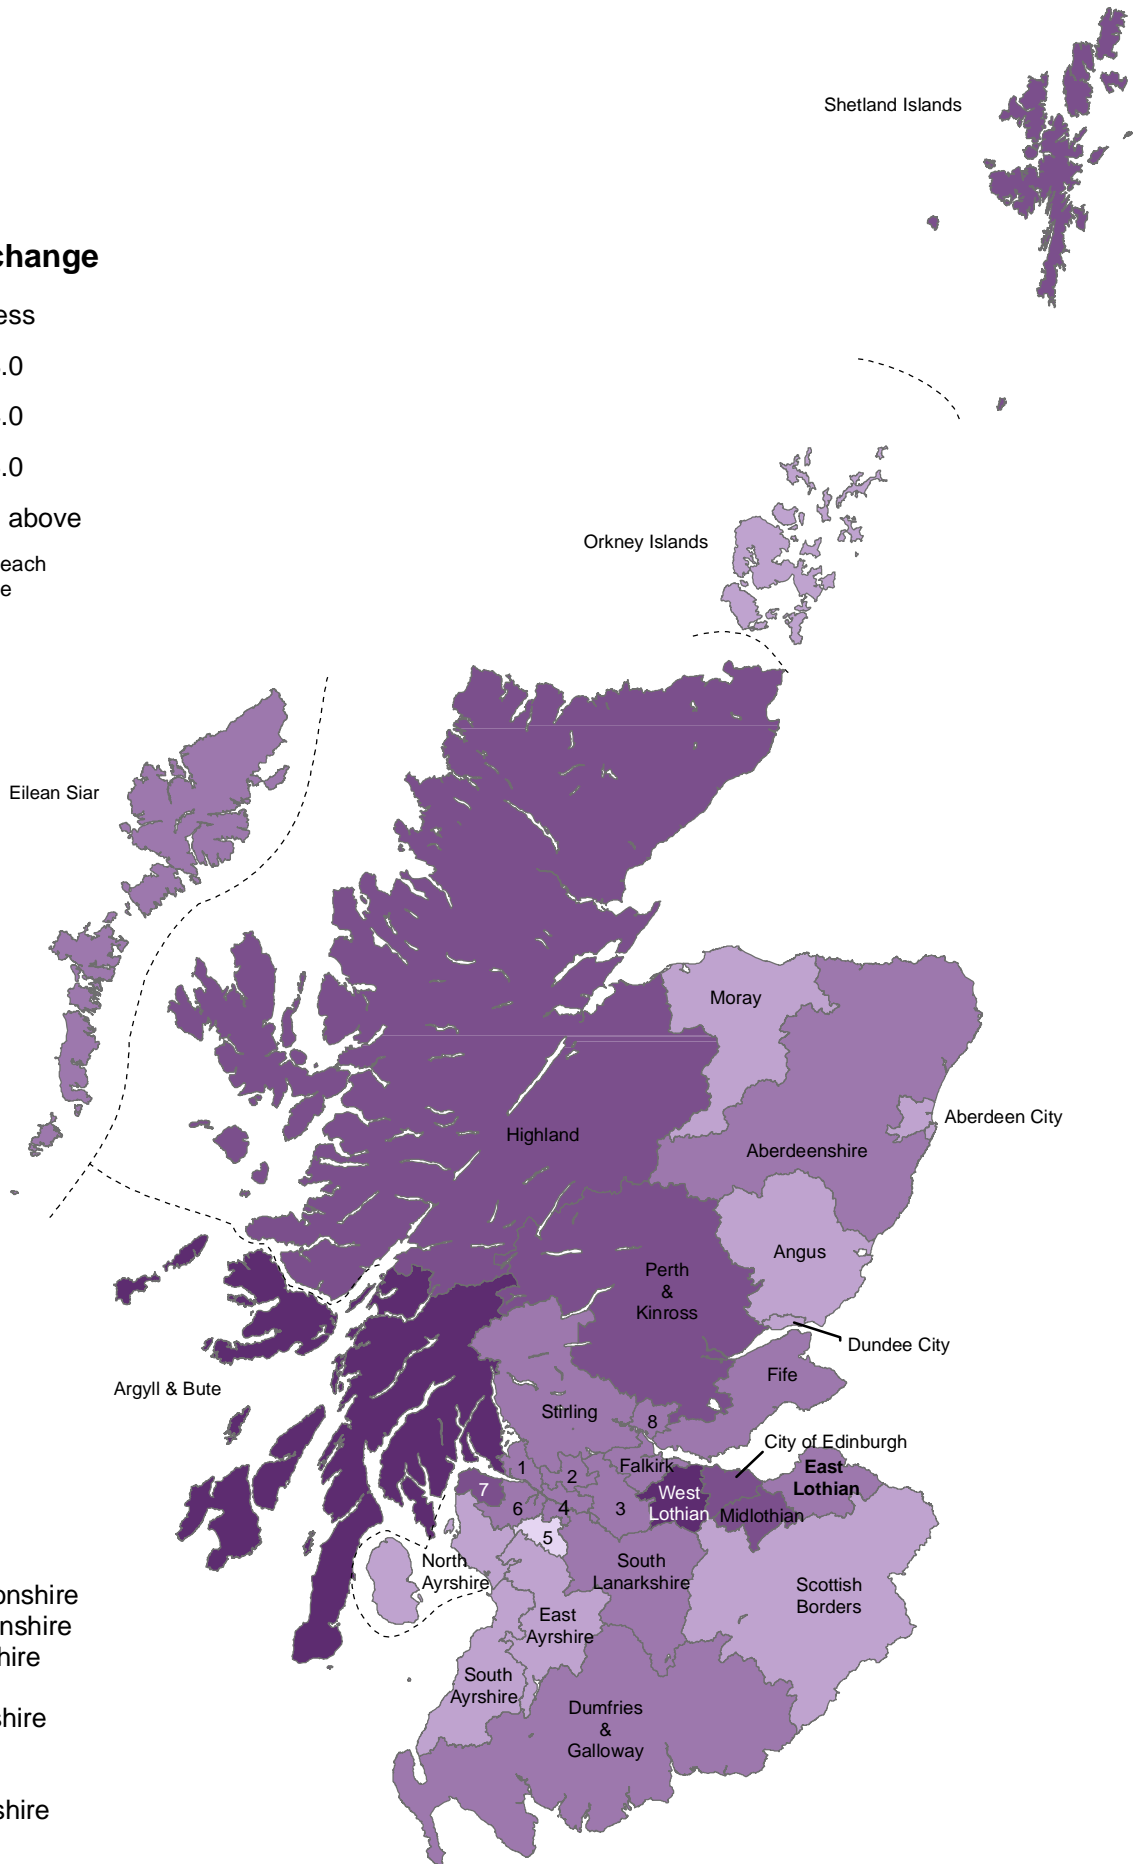 Shetland Islands
change
ess
.0
.0
.0
above
each
e
Orkney Islands
Eilean Siar
Moray
Aberdeen City
Highland
Aberdeenshire
Angus
Perth
&
Kinross
Dundee City
Fife
Argyll & Bute
Stirling
8
City of Edinburgh
1
2
Falkirk
East
Lothian
7
West
Lothian
6
4
3
Midlothian
5
North
Ayrshire
South
Lanarkshire
Scottish
Borders
East
Ayrshire
South
Ayrshire
Dumfries
&
Galloway
onshire
nshire
hire
shire
shire